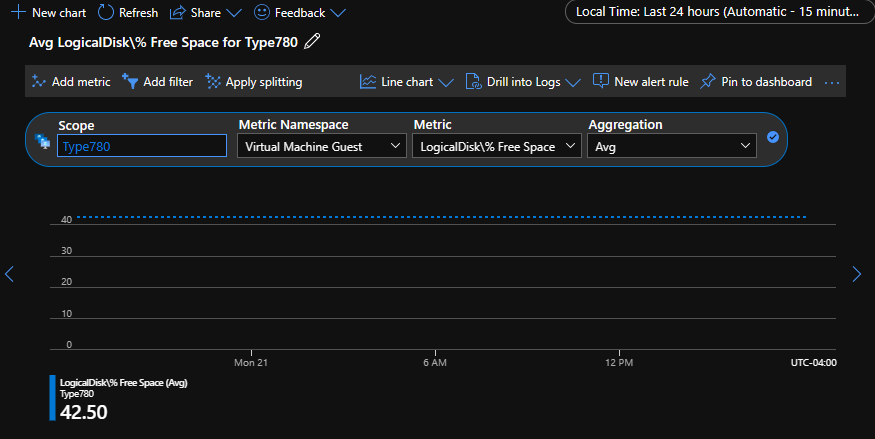 New chart Refresh Share Feedback Local Time: Last 24 hours (Automatic - 15 minut...
Avg LogicalDisk\% Free Space for Type780
Add metric Add filter Apply splitting Line chart Drill into Logs New alert rule Pin to dashboard ...
Scope Metric Namespace Metric Aggregation
Type780 Virtual Machine Guest LogicalDisk\% Free Space Avg
40
30
20
10
0
Mon 21 6 AM 12 PM UTC-04:00
LogicalDisk\% Free Space (Avg)
Type780
42.50